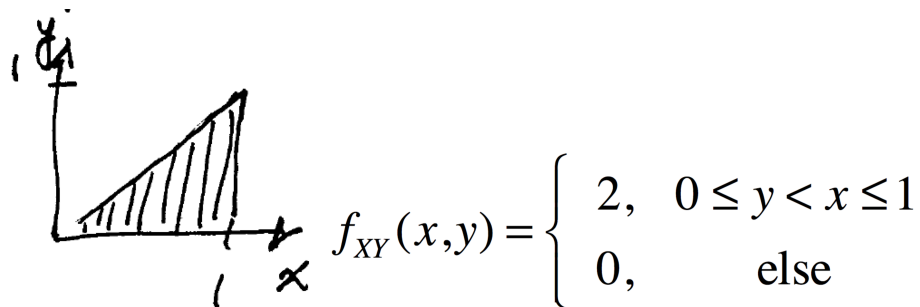 y
1
f_{XY}(x,y) = { 2, 0 ≤ y < x ≤ 1
0, else
1
x